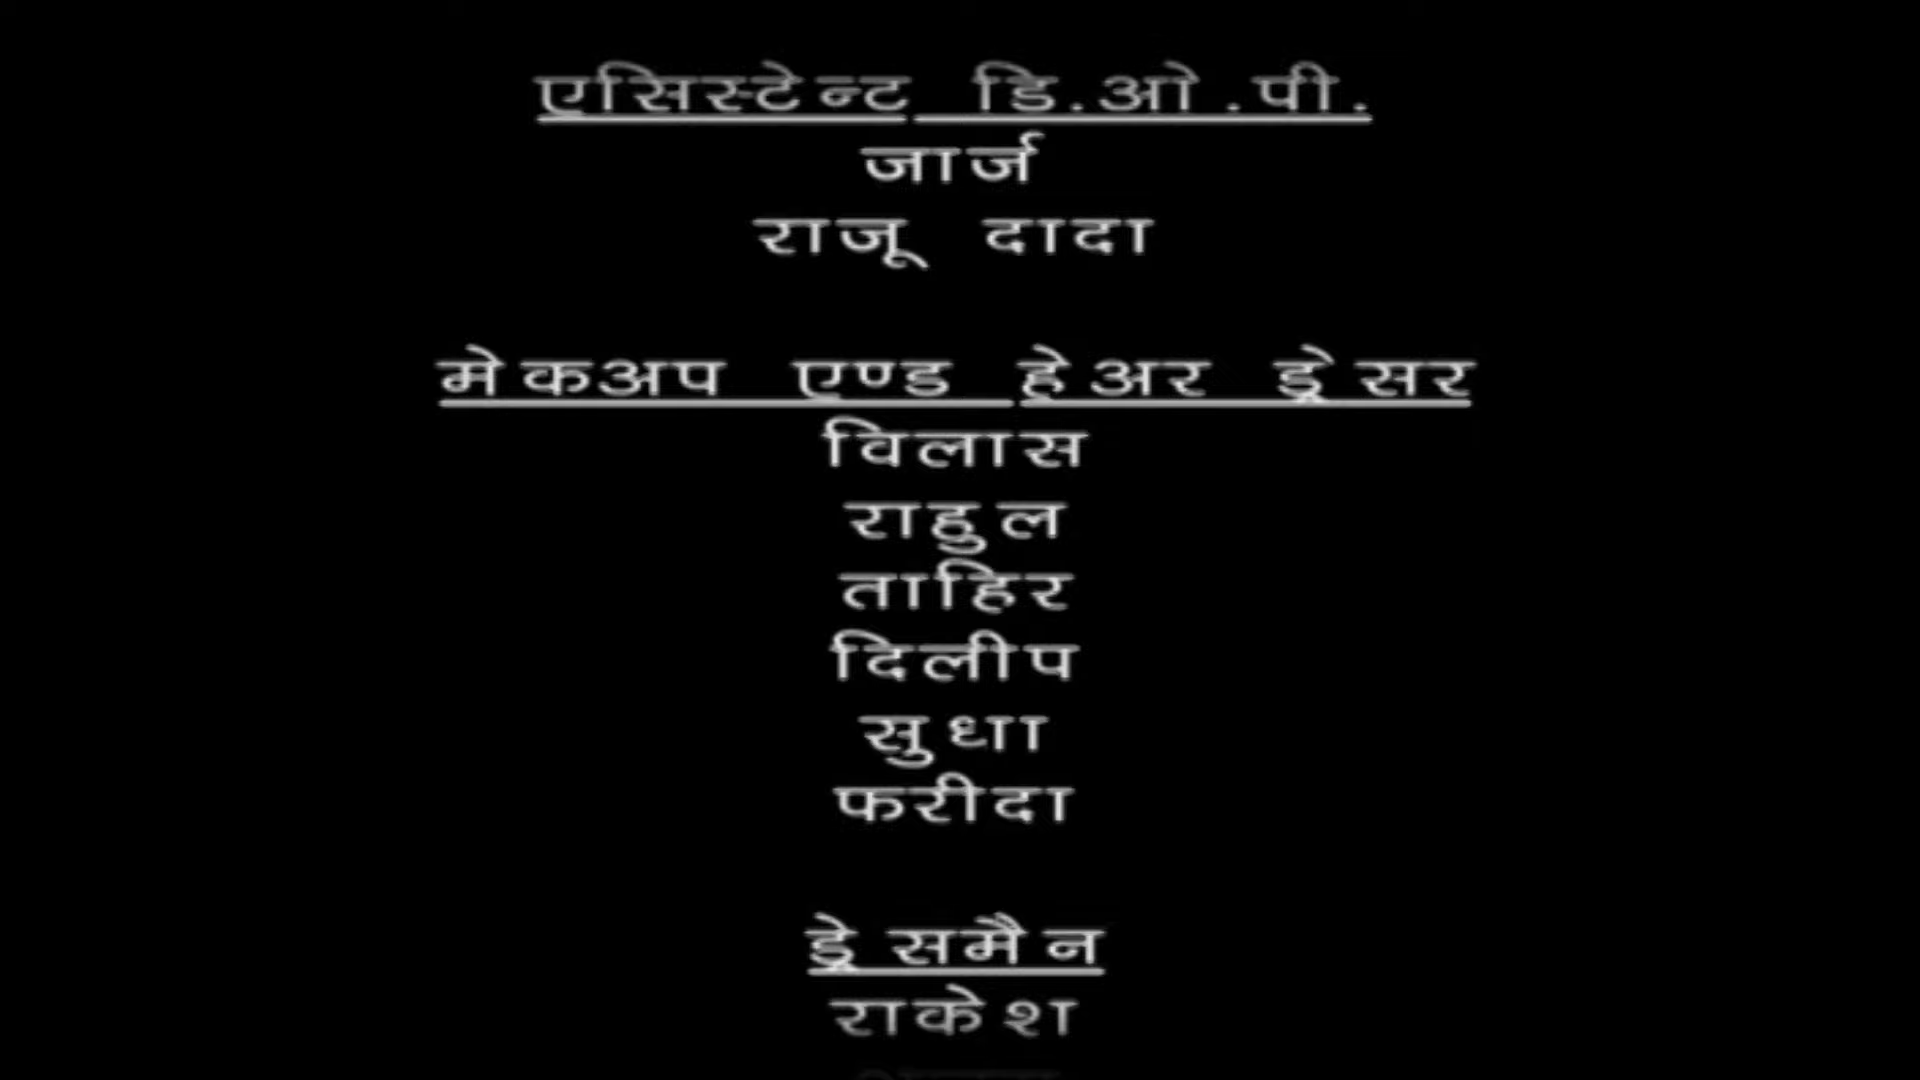 एसिस्टेन्ट डि.ओ.पी.
जार्ज
राजू दादा
मेकअप एण्ड हेअर ड्रेसर
विलास
राहुल
ताहिर
दिलीप
सुधा
फरीदा
ड्रेसमैन
राकेश